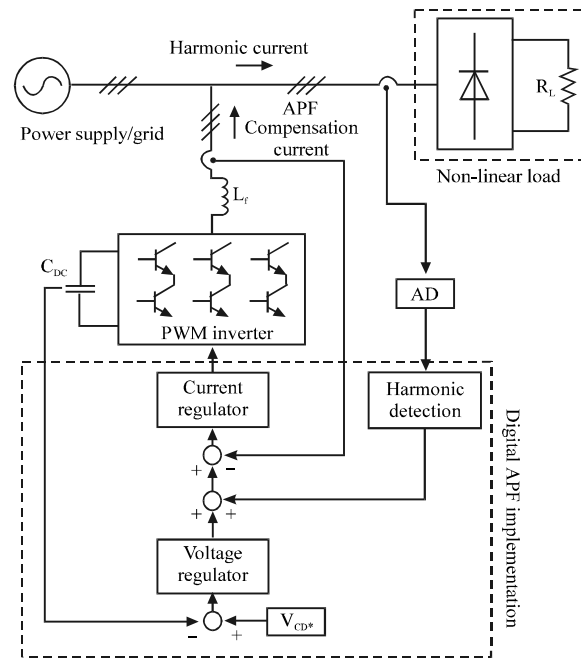 Harmonic current
R_L
APF
Compensation
current
Power supply/grid
Non-linear load
L_f
C_DC
AD
PWM inverter
Current
regulator
Harmonic
detection
+
−
+
+
Voltage
regulator
V_CD*
−
+
Digital APF implementation